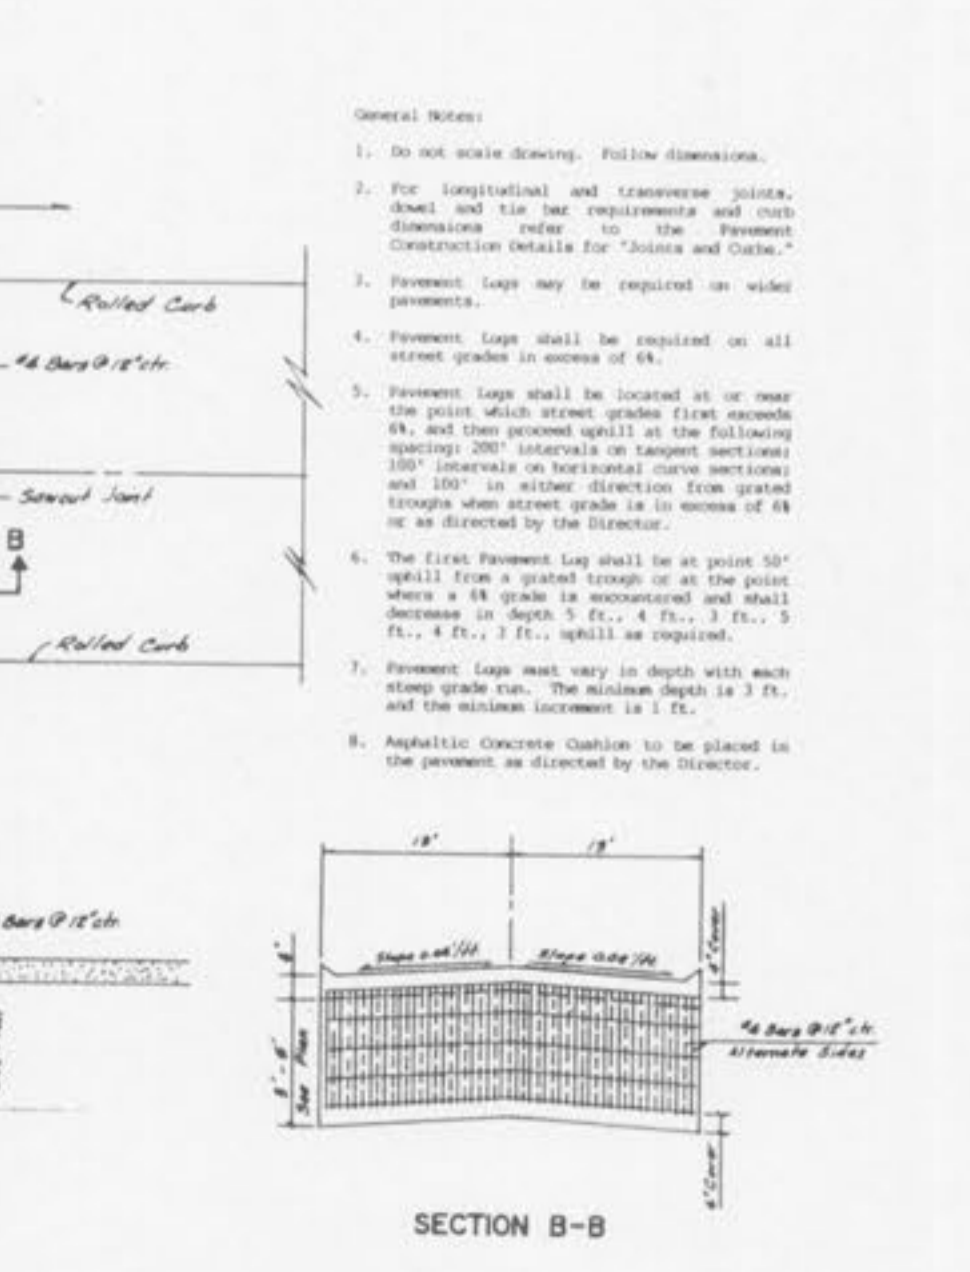 General Notes:
1. Do not scale drawing. Follow dimensions.
2. For longitudinal and transverse joints,
dowel and tie bar requirements and curb
dimensions refer to the Pavement
Construction Details for "Joints and Curbs."
3. Pavement Lugs may be required on wider
pavements.
4. Pavement Lugs shall be required on all
street grades in excess of 6%.
5. Pavement Lugs shall be located at or near
the point which street grades first exceeds
6%, and then proceed uphill at the following
spacing: 200' intervals on tangent sections;
100' intervals on horizontal curve sections;
and 100' in either direction from grated
troughs when street grade is in excess of 6%
or as directed by the Director.
6. The first Pavement Lug shall be at point 50'
uphill from a grated trough or at the point
where a 6% grade is encountered and shall
decrease in depth 5 ft., 4 ft., 3 ft., 5
ft., 4 ft., 3 ft., uphill as required.
7. Pavement Lugs must vary in depth with each
steep grade run. The minimum depth is 3 ft.
and the minimum increment is 1 ft.
8. Asphaltic Concrete Cushion to be placed in
the pavement as directed by the Director.
Rolled Curb
#4 Bars @ 18" ctr.
Sawcut Joint
B
Rolled Curb
Bars @ 12" ctr.
Slope /ft.
Slope /ft.
Cover
See Plan
#4 Bars @ 18" ctr.
Alternate Sides
Cover
SECTION B-B